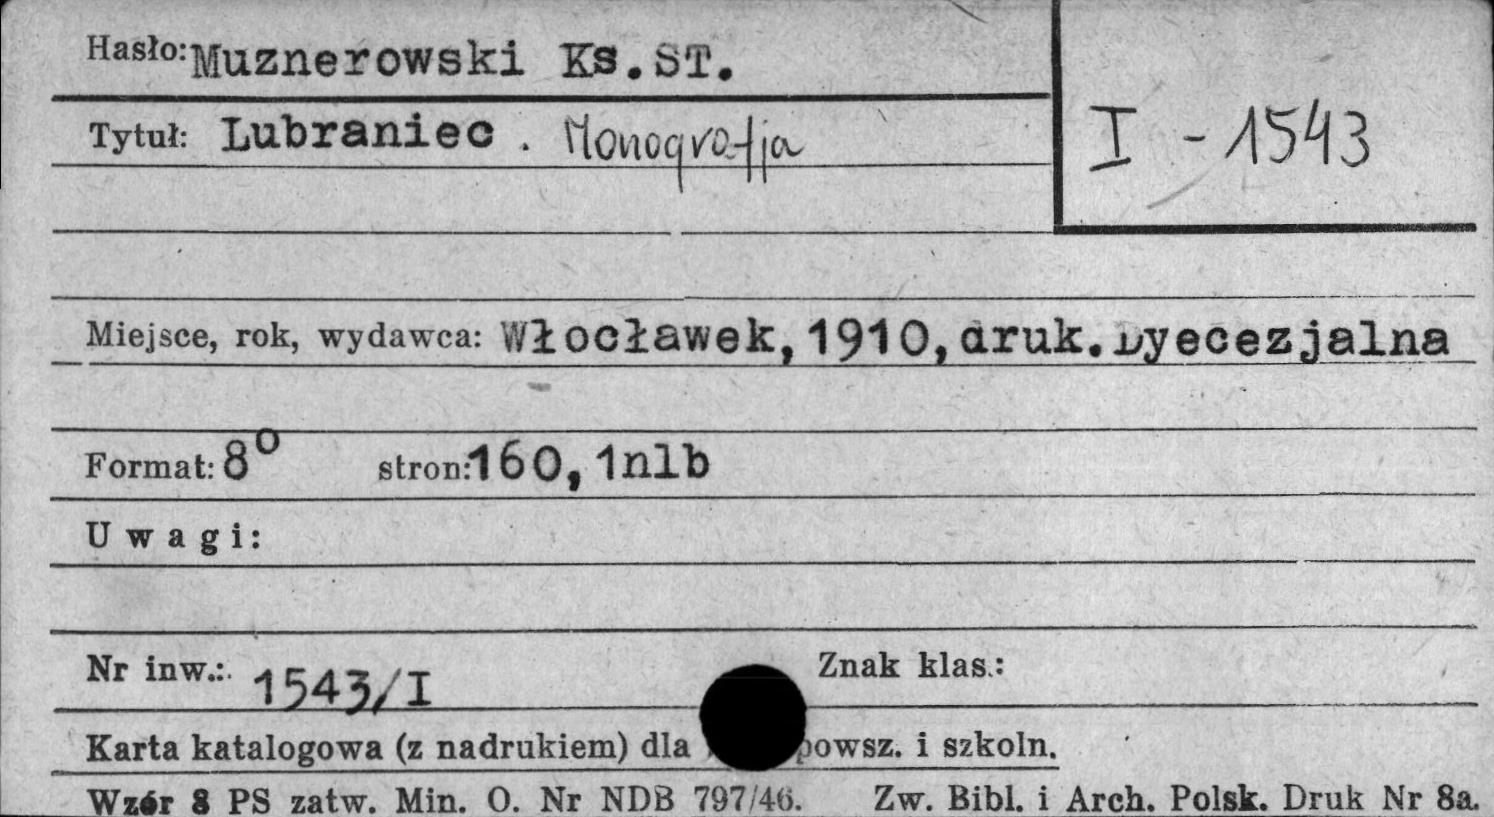 Hasło: Muznerowski Ks. ST.
I - 1543
Tytuł: Lubraniec. Monografja
Miejsce, rok, wydawca: Włocławek, 1910, druk. Dyecezjalna
Format: 8° stron: 160, 1nlb
Uwagi:
Nr inw.: 1543/I Znak klas.:
Karta katalogowa (z nadrukiem) dla powsz. i szkoln.
Wzór 8 PS zatw. Min. O. Nr NDB 797/46. Zw. Bibl. i Arch. Polsk. Druk Nr 8a.